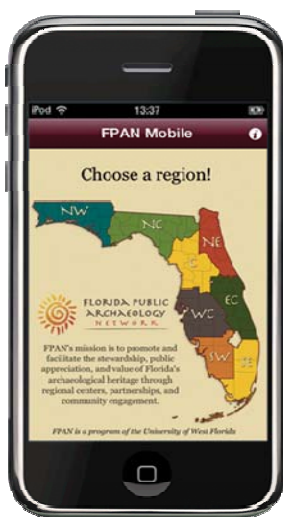 iPod 13:37
FPAN Mobile i
Choose a region!
NW
NC
NE
C
EC
WC
SW
SE
FLORIDA PUBLIC
ARCHAEOLOGY
NETWORK
FPAN's mission is to promote and
facilitate the stewardship, public
appreciation, and value of Florida's
archaeological heritage through
regional centers, partnerships, and
community engagement.
FPAN is a program of the University of West Florida